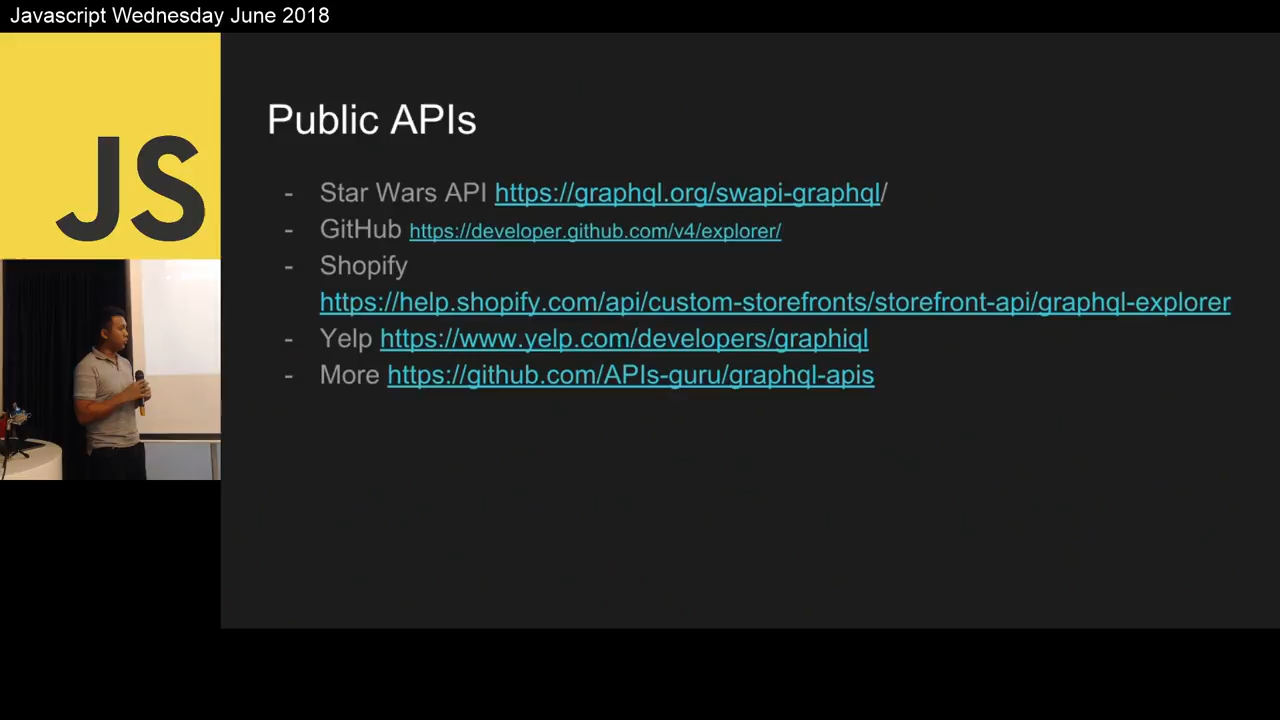 Javascript Wednesday June 2018
JS
Public APIs
- Star Wars API https://graphql.org/swapi-graphql/
- GitHub https://developer.github.com/v4/explorer/
- Shopify
https://help.shopify.com/api/custom-storefronts/storefront-api/graphql-explorer
- Yelp https://www.yelp.com/developers/graphiql
- More https://github.com/APIs-guru/graphql-apis